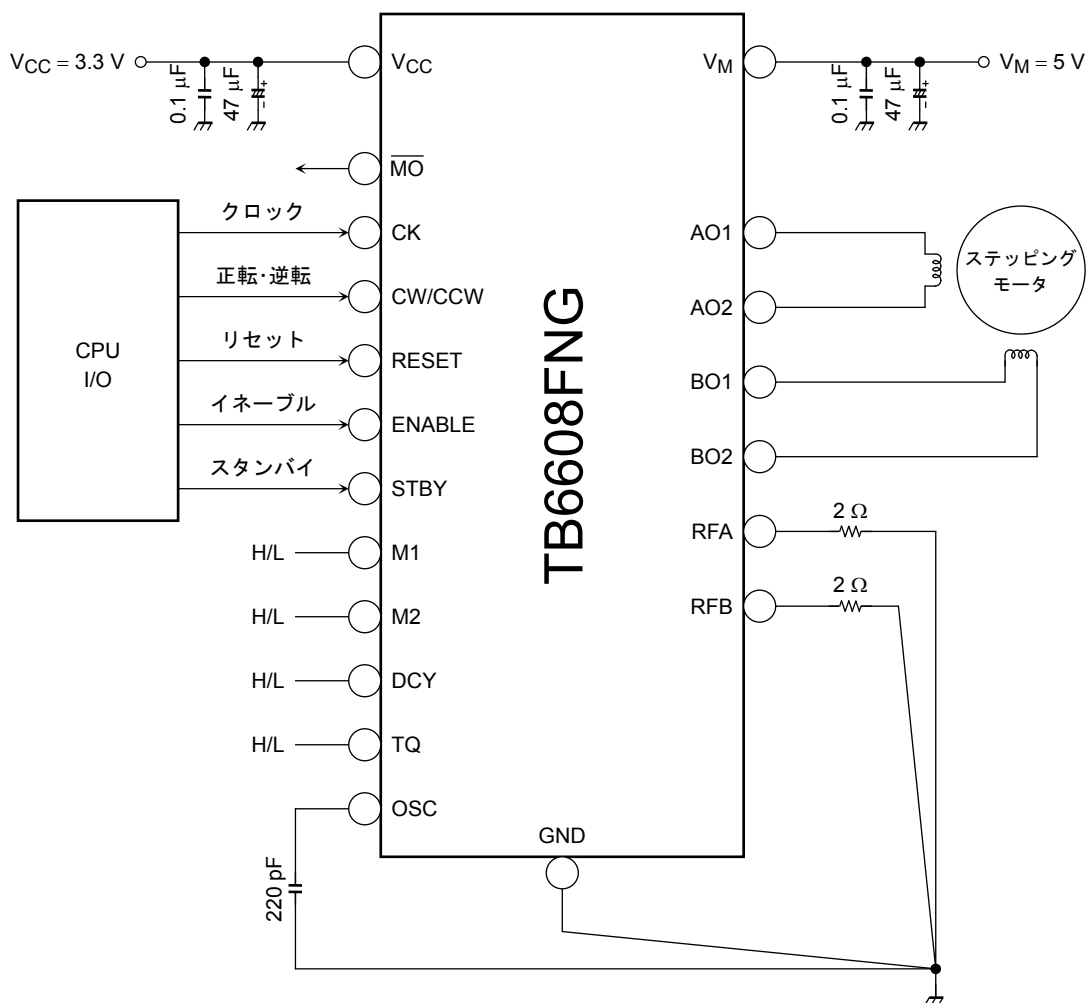 VCC = 3.3 V
0.1 μF
47 μF
VCC
VM
0.1 μF
47 μF
VM = 5 V
MO
CPU
I/O
クロック
正転・逆転
リセット
イネーブル
スタンバイ
CK
CW/CCW
RESET
ENABLE
STBY
H/L
M1
H/L
M2
H/L
DCY
H/L
TQ
OSC
220 pF
TB6608FNG
GND
AO1
AO2
BO1
BO2
RFA
RFB
ステッピング
モータ
2 Ω
2 Ω